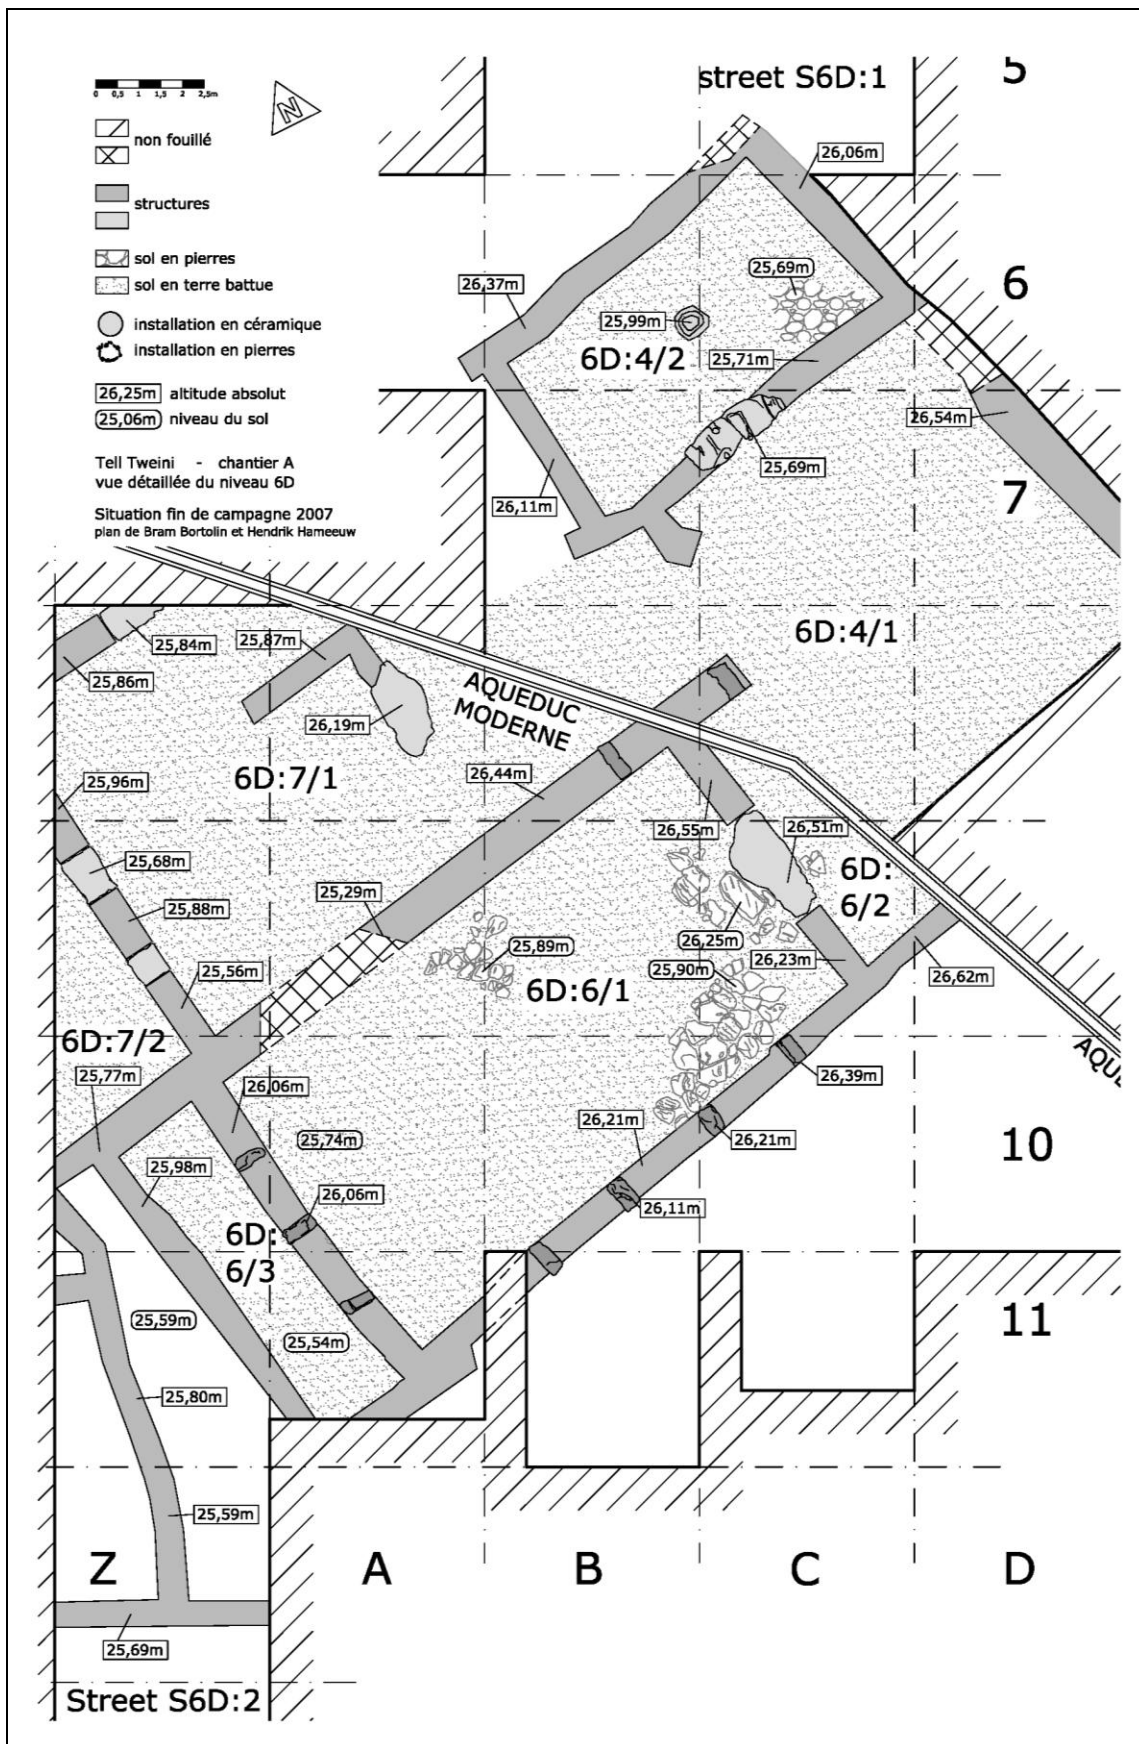 street S6D:1
5
0 0,5 1 1,5 2 2,5m
N
non fouillé
structures
sol en pierres
sol en terre battue
installation en céramique
installation en pierres
26,25m altitude absolut
25,06m niveau du sol
Tell Tweini - chantier A
vue détaillée du niveau 6D
Situation fin de campagne 2007
plan de Bram Bortolin et Hendrik Hameeuw
26,06m
25,69m
6
26,37m
25,99m
6D:4/2
25,71m
26,54m
25,69m
7
26,11m
6D:4/1
25,84m
25,87m
25,86m
AQUEDUC
MODERNE
26,19m
6D:7/1
26,44m
25,96m
26,55m
26,51m
25,68m
6D:
6/2
25,29m
25,88m
25,89m
26,25m
25,56m
25,90m
26,23m
26,62m
6D:6/1
6D:7/2
25,77m
26,06m
26,39m
AQUE
26,21m
25,74m
26,21m
10
25,98m
26,06m
26,11m
6D:
6/3
25,59m
25,54m
11
25,80m
25,59m
Z
A
B
C
D
25,69m
Street S6D:2